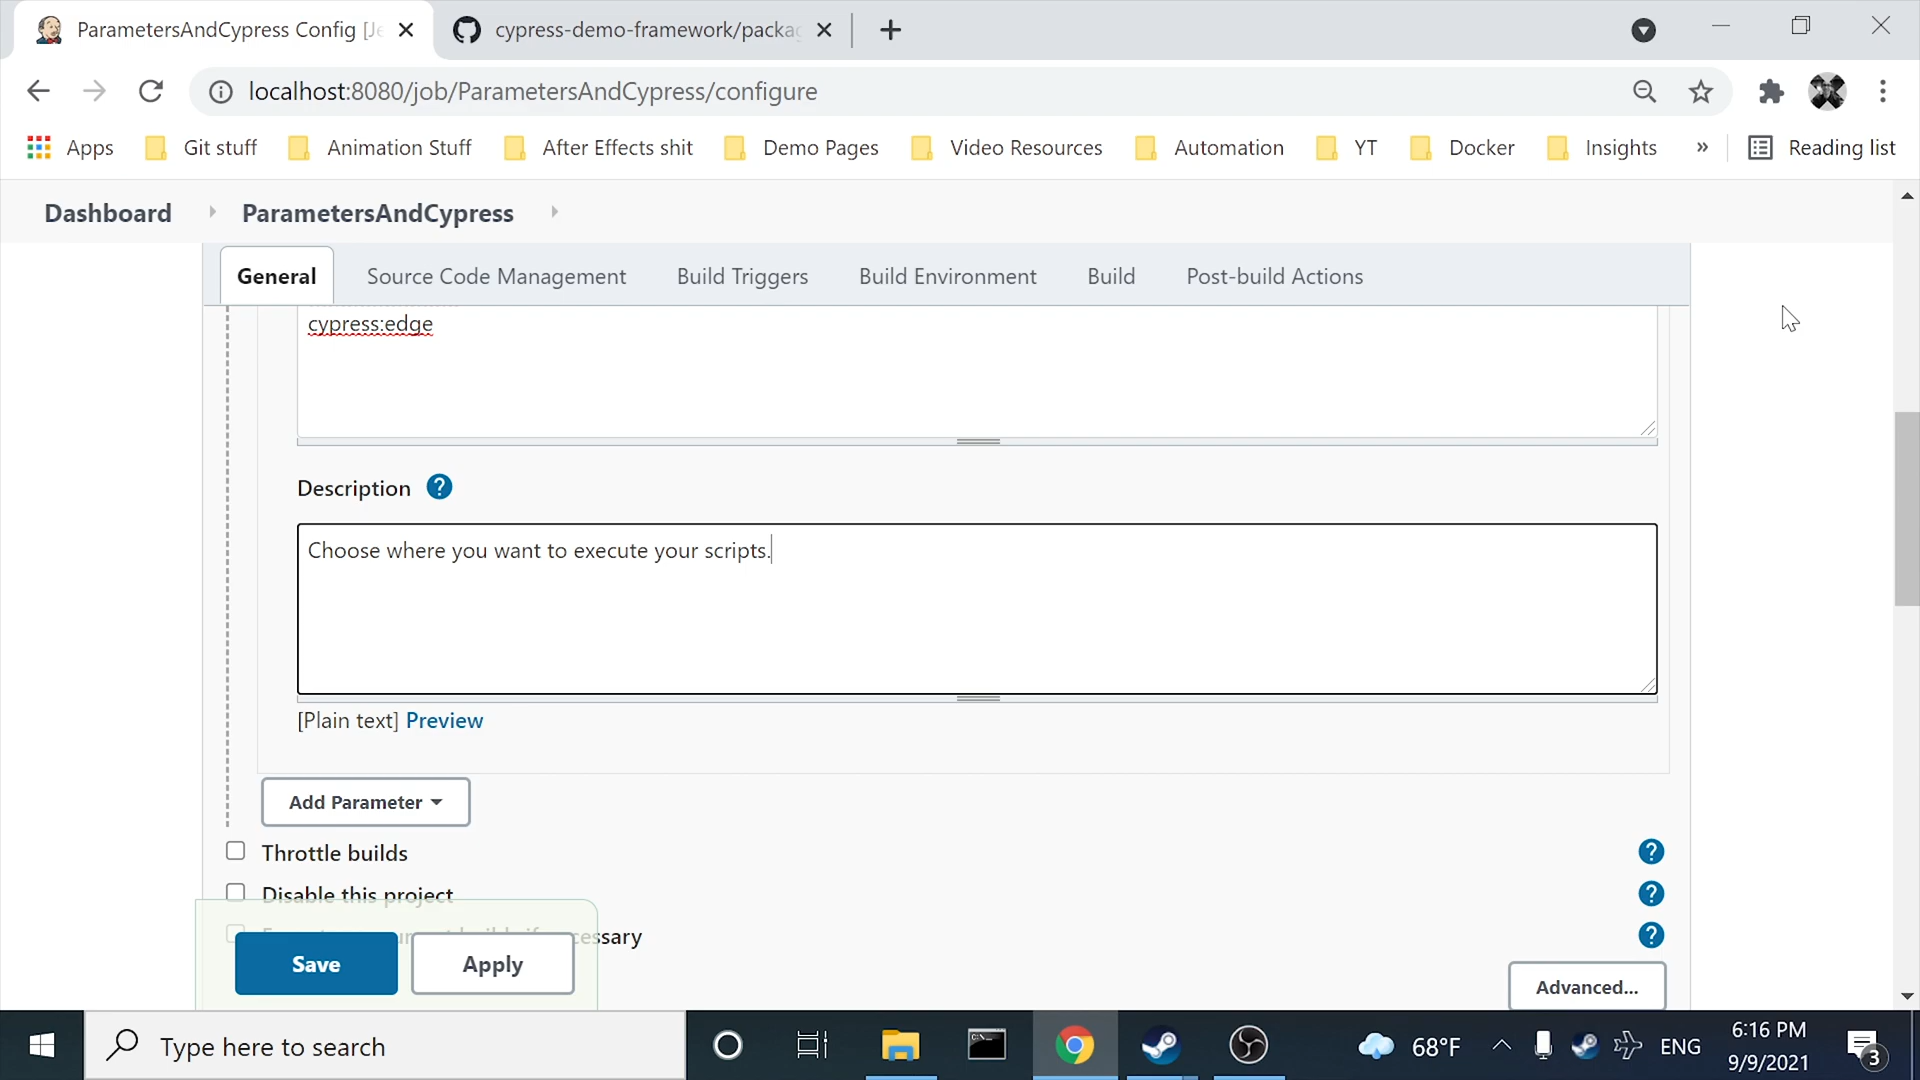 ParametersAndCypress Config [Je
cypress-demo-framework/packag
localhost:8080/job/ParametersAndCypress/configure
Apps
Git stuff
Animation Stuff
After Effects shit
Demo Pages
Video Resources
Automation
YT
Docker
Insights
»
Reading list
Dashboard
ParametersAndCypress
General
Source Code Management
Build Triggers
Build Environment
Build
Post-build Actions
cypress:edge
Description ?
Choose where you want to execute your scripts.
[Plain text] Preview
Add Parameter
Throttle builds
?
Disable this project
?
?
Save
Apply
Advanced...
Type here to search
68°F
ENG
6:16 PM
9/9/2021
3